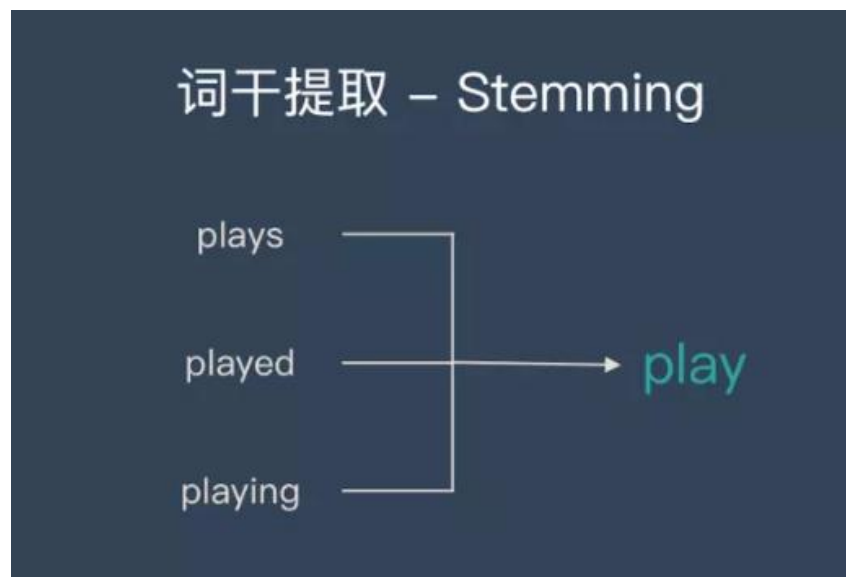 词干提取 – Stemming
plays
played
play
playing